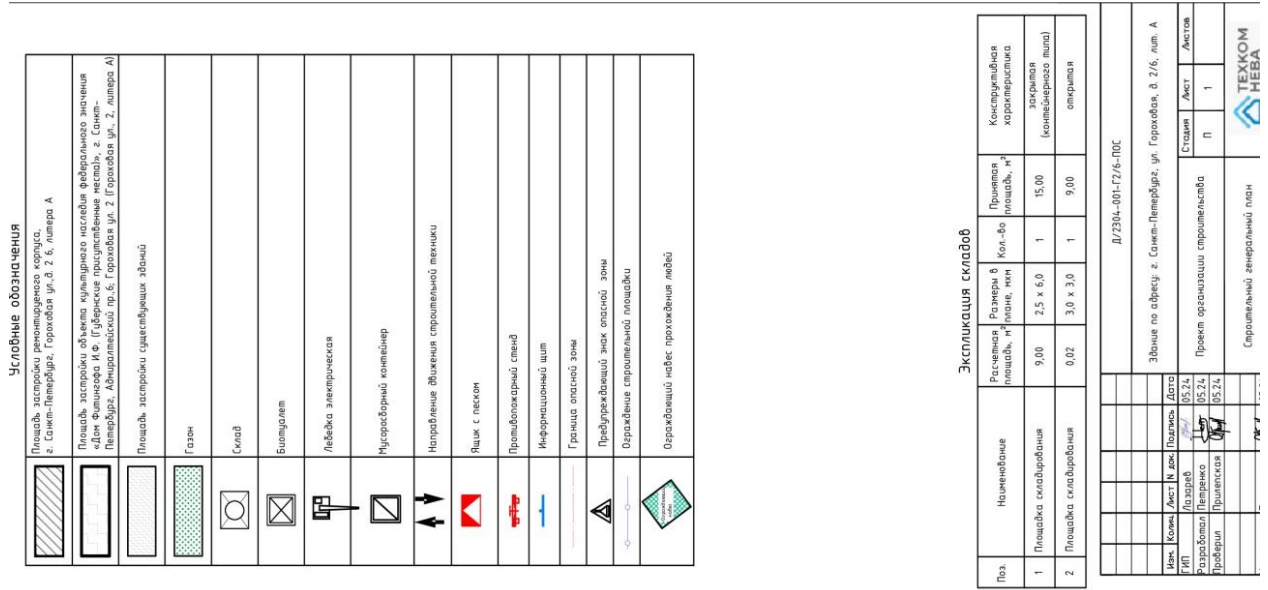 Условные обозначения
Площадь застройки ремонтируемого корпуса,
г. Санкт-Петербург, Гороховая ул.,д. 2 6, литера А
Площадь застройки объекта культурного наследия федерального значения
«Дом Фитингофа И.Ф. (Губернские присутственные места)», г. Санкт-
Петербург, Адмиралтейский пр.,6; Гороховая ул. 2 (Гороховая ул., 2, литера А)
Площадь застройки существующих зданий
Газон
Склад
Биотуалет
Лебедка электрическая
Мусоросборный контейнер
Направление движения строительной техники
Ящик с песком
Противопожарный стенд
Информационный щит
Граница опасной зоны
Предупреждающий знак опасной зоны
Ограждение строительной площадки
Ограждающий навес прохождения людей
Экспликация складов
Поз.
Наименование
Расчетная
площадь, м²
Размеры в
плане, мхм
Кол.-во
Принятая
площадь, м²
Конструктивная
характеристика
1
Площадка складирования
9,00
2,5 х 6,0
1
15,00
закрытая
(контейнерного типа)
2
Площадка складирования
0,02
3,0 х 3,0
1
9,00
открытая
Д/2304-001-Г2/6-ПОС
Здание по адресу: г. Санкт-Петербург, ул. Гороховая, д. 2/6, лит. А
Изм. Колич Лист N док. Подпись Дата
ГИП Лазарев 05.24
Разработал Петренко 05.24
Проверил Прилепская 05.24
Проект организации строительства
Стадия Лист Листов
П 1
Строительный генеральный план
ТЕХКОМ
НЕВА